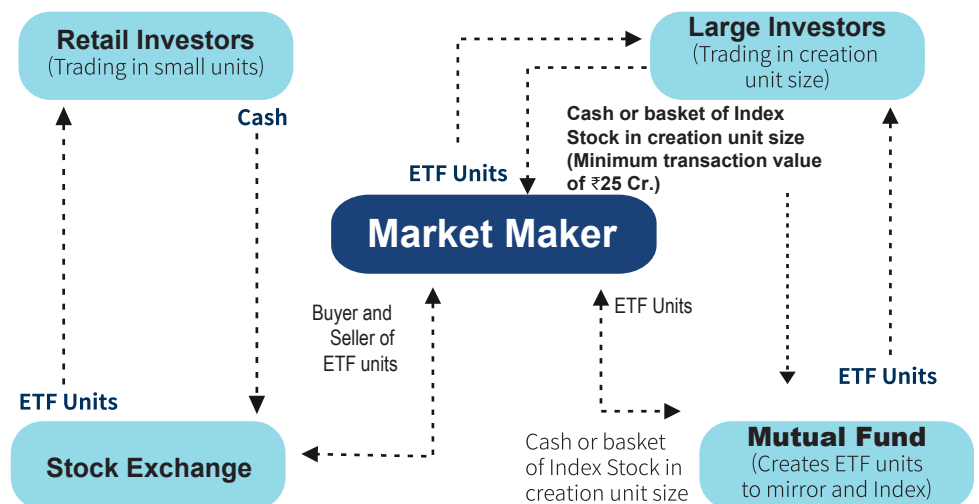 Retail Investors
(Trading in small units)
Large Investors
(Trading in creation
unit size)
Cash
Cash or basket of Index
Stock in creation unit size
(Minimum transaction value
of ₹25 Cr.)
ETF Units
Market Maker
Buyer and
Seller of
ETF units
ETF Units
ETF Units
ETF Units
Stock Exchange
Cash or basket
of Index Stock in
creation unit size
Mutual Fund
(Creates ETF units
to mirror and Index)